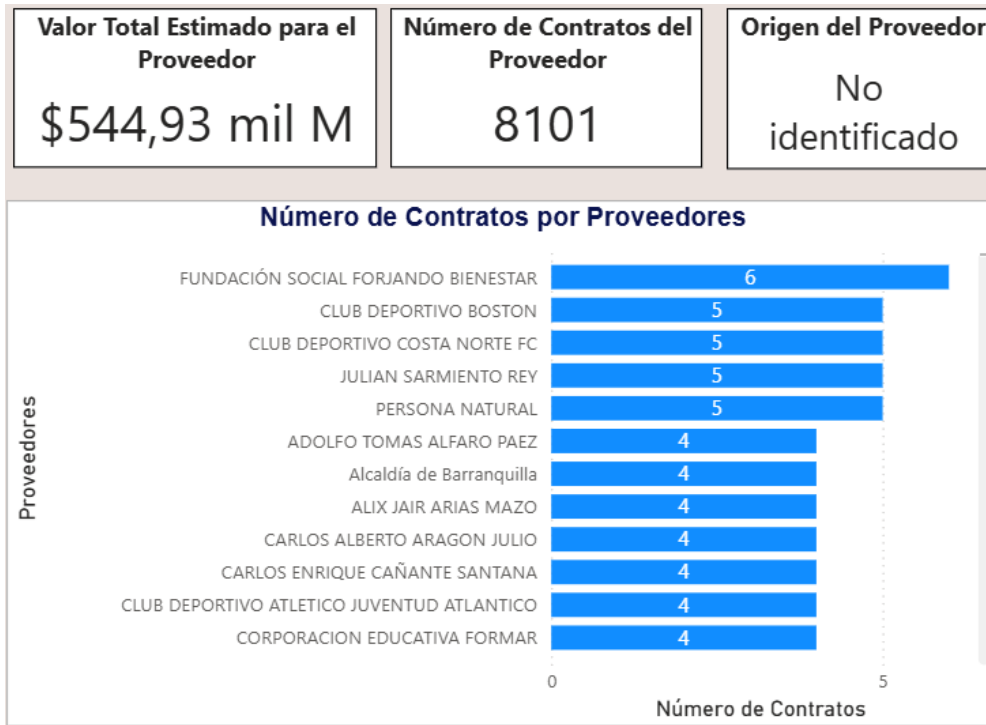 Valor Total Estimado para el
Proveedor
$544,93 mil M
Número de Contratos del
Proveedor
8101
Origen del Proveedor
No
identificado
Número de Contratos por Proveedores
Proveedores
FUNDACIÓN SOCIAL FORJANDO BIENESTAR 6
CLUB DEPORTIVO BOSTON 5
CLUB DEPORTIVO COSTA NORTE FC 5
JULIAN SARMIENTO REY 5
PERSONA NATURAL 5
ADOLFO TOMAS ALFARO PAEZ 4
Alcaldía de Barranquilla 4
ALIX JAIR ARIAS MAZO 4
CARLOS ALBERTO ARAGON JULIO 4
CARLOS ENRIQUE CAÑANTE SANTANA 4
CLUB DEPORTIVO ATLETICO JUVENTUD ATLANTICO 4
CORPORACION EDUCATIVA FORMAR 4
0 5
Número de Contratos